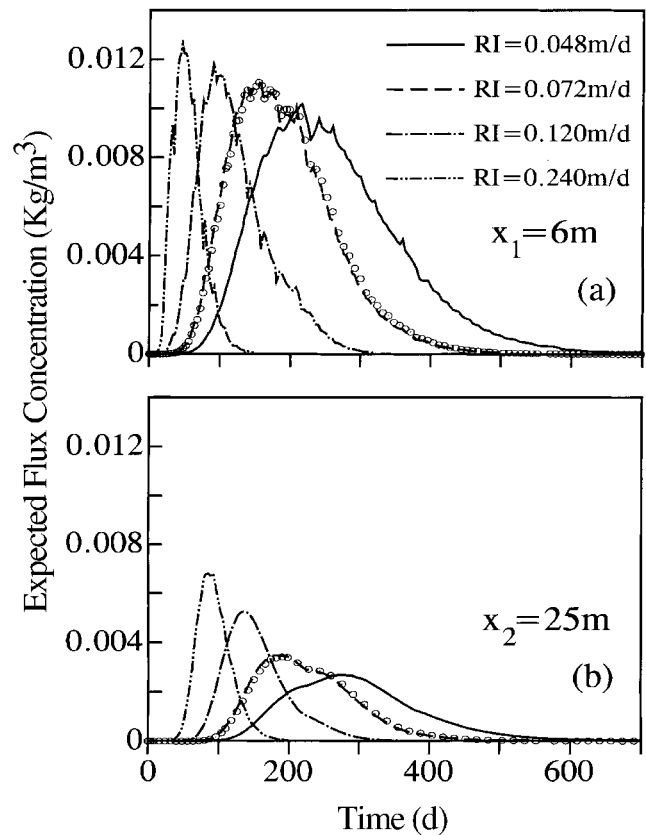 Expected Flux Concentration (Kg/m³)
0.012
0.008
0.004
0
RI=0.048m/d
RI=0.072m/d
RI=0.120m/d
RI=0.240m/d
x₁=6m
(a)
0.012
0.008
0.004
0
x₂=25m
(b)
0 200 400 600
Time (d)